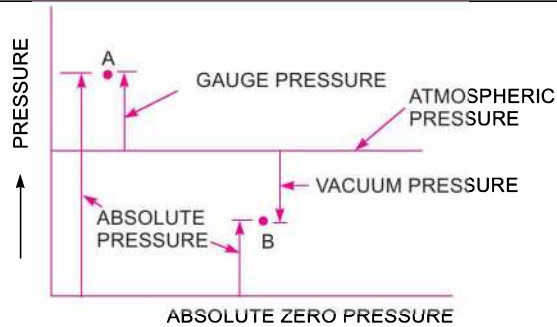 PRESSURE
A
GAUGE PRESSURE
ATMOSPHERIC
PRESSURE
VACUUM PRESSURE
ABSOLUTE
PRESSURE
B
ABSOLUTE ZERO PRESSURE